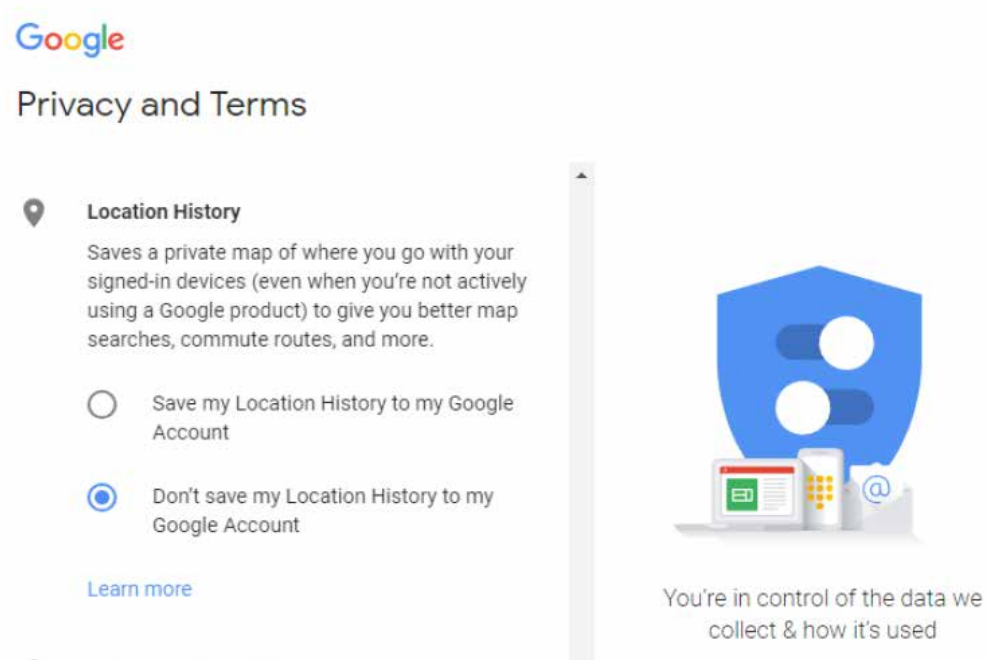 Google
Privacy and Terms
Location History
Saves a private map of where you go with your
signed-in devices (even when you're not actively
using a Google product) to give you better map
searches, commute routes, and more.
Save my Location History to my Google
Account
Don't save my Location History to my
Google Account
Learn more
@
You're in control of the data we
collect & how it's used